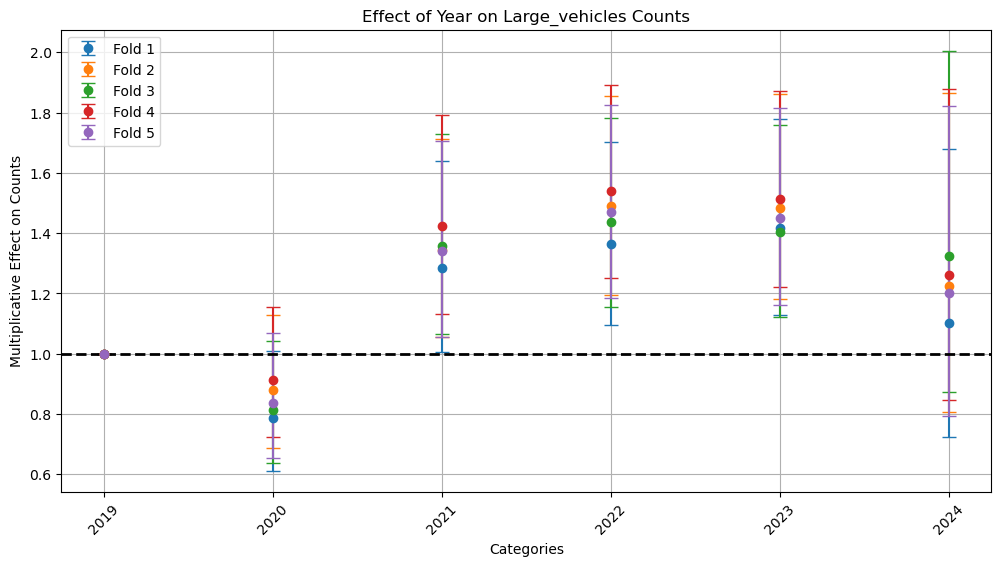 Effect of Year on Large_vehicles Counts
Fold 1
Fold 2
Fold 3
Fold 4
Fold 5
Multiplicative Effect on Counts
2.0
1.8
1.6
1.4
1.2
1.0
0.8
0.6
2019
2020
2021
2022
2023
2024
Categories